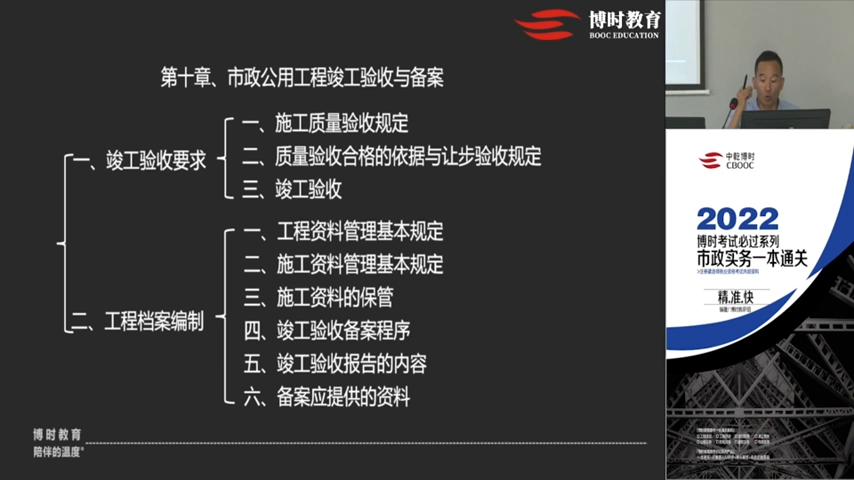 博时教育
BOOC EDUCATION
第十章、市政公用工程竣工验收与备案
一、竣工验收要求
一、施工质量验收规定
二、质量验收合格的依据与让步验收规定
三、竣工验收
二、工程档案编制
一、工程资料管理基本规定
二、施工资料管理基本规定
三、施工资料的保管
四、竣工验收备案程序
五、竣工验收报告的内容
六、备案应提供的资料
博时教育
陪伴的温度
中乾博时
CBOOC
2022
博时考试必过系列
市政实务一本通关
精.准.快